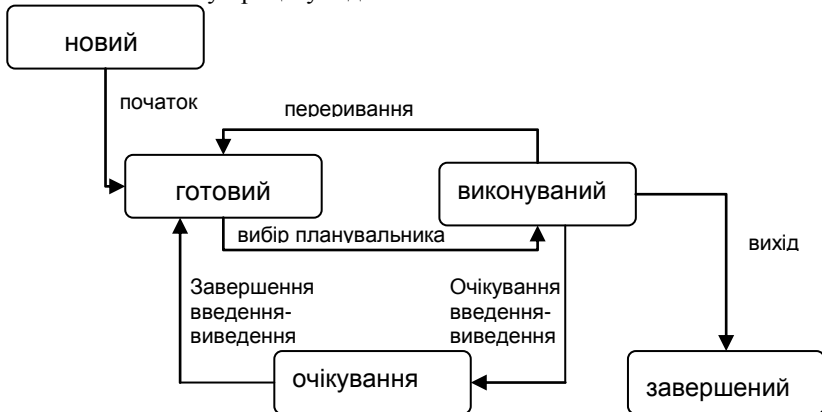 новий
початок
переривання
готовий
виконуваний
вибір планувальника
вихід
Завершення
введення-
виведення
Очікування
введення-
виведення
очікування
завершений